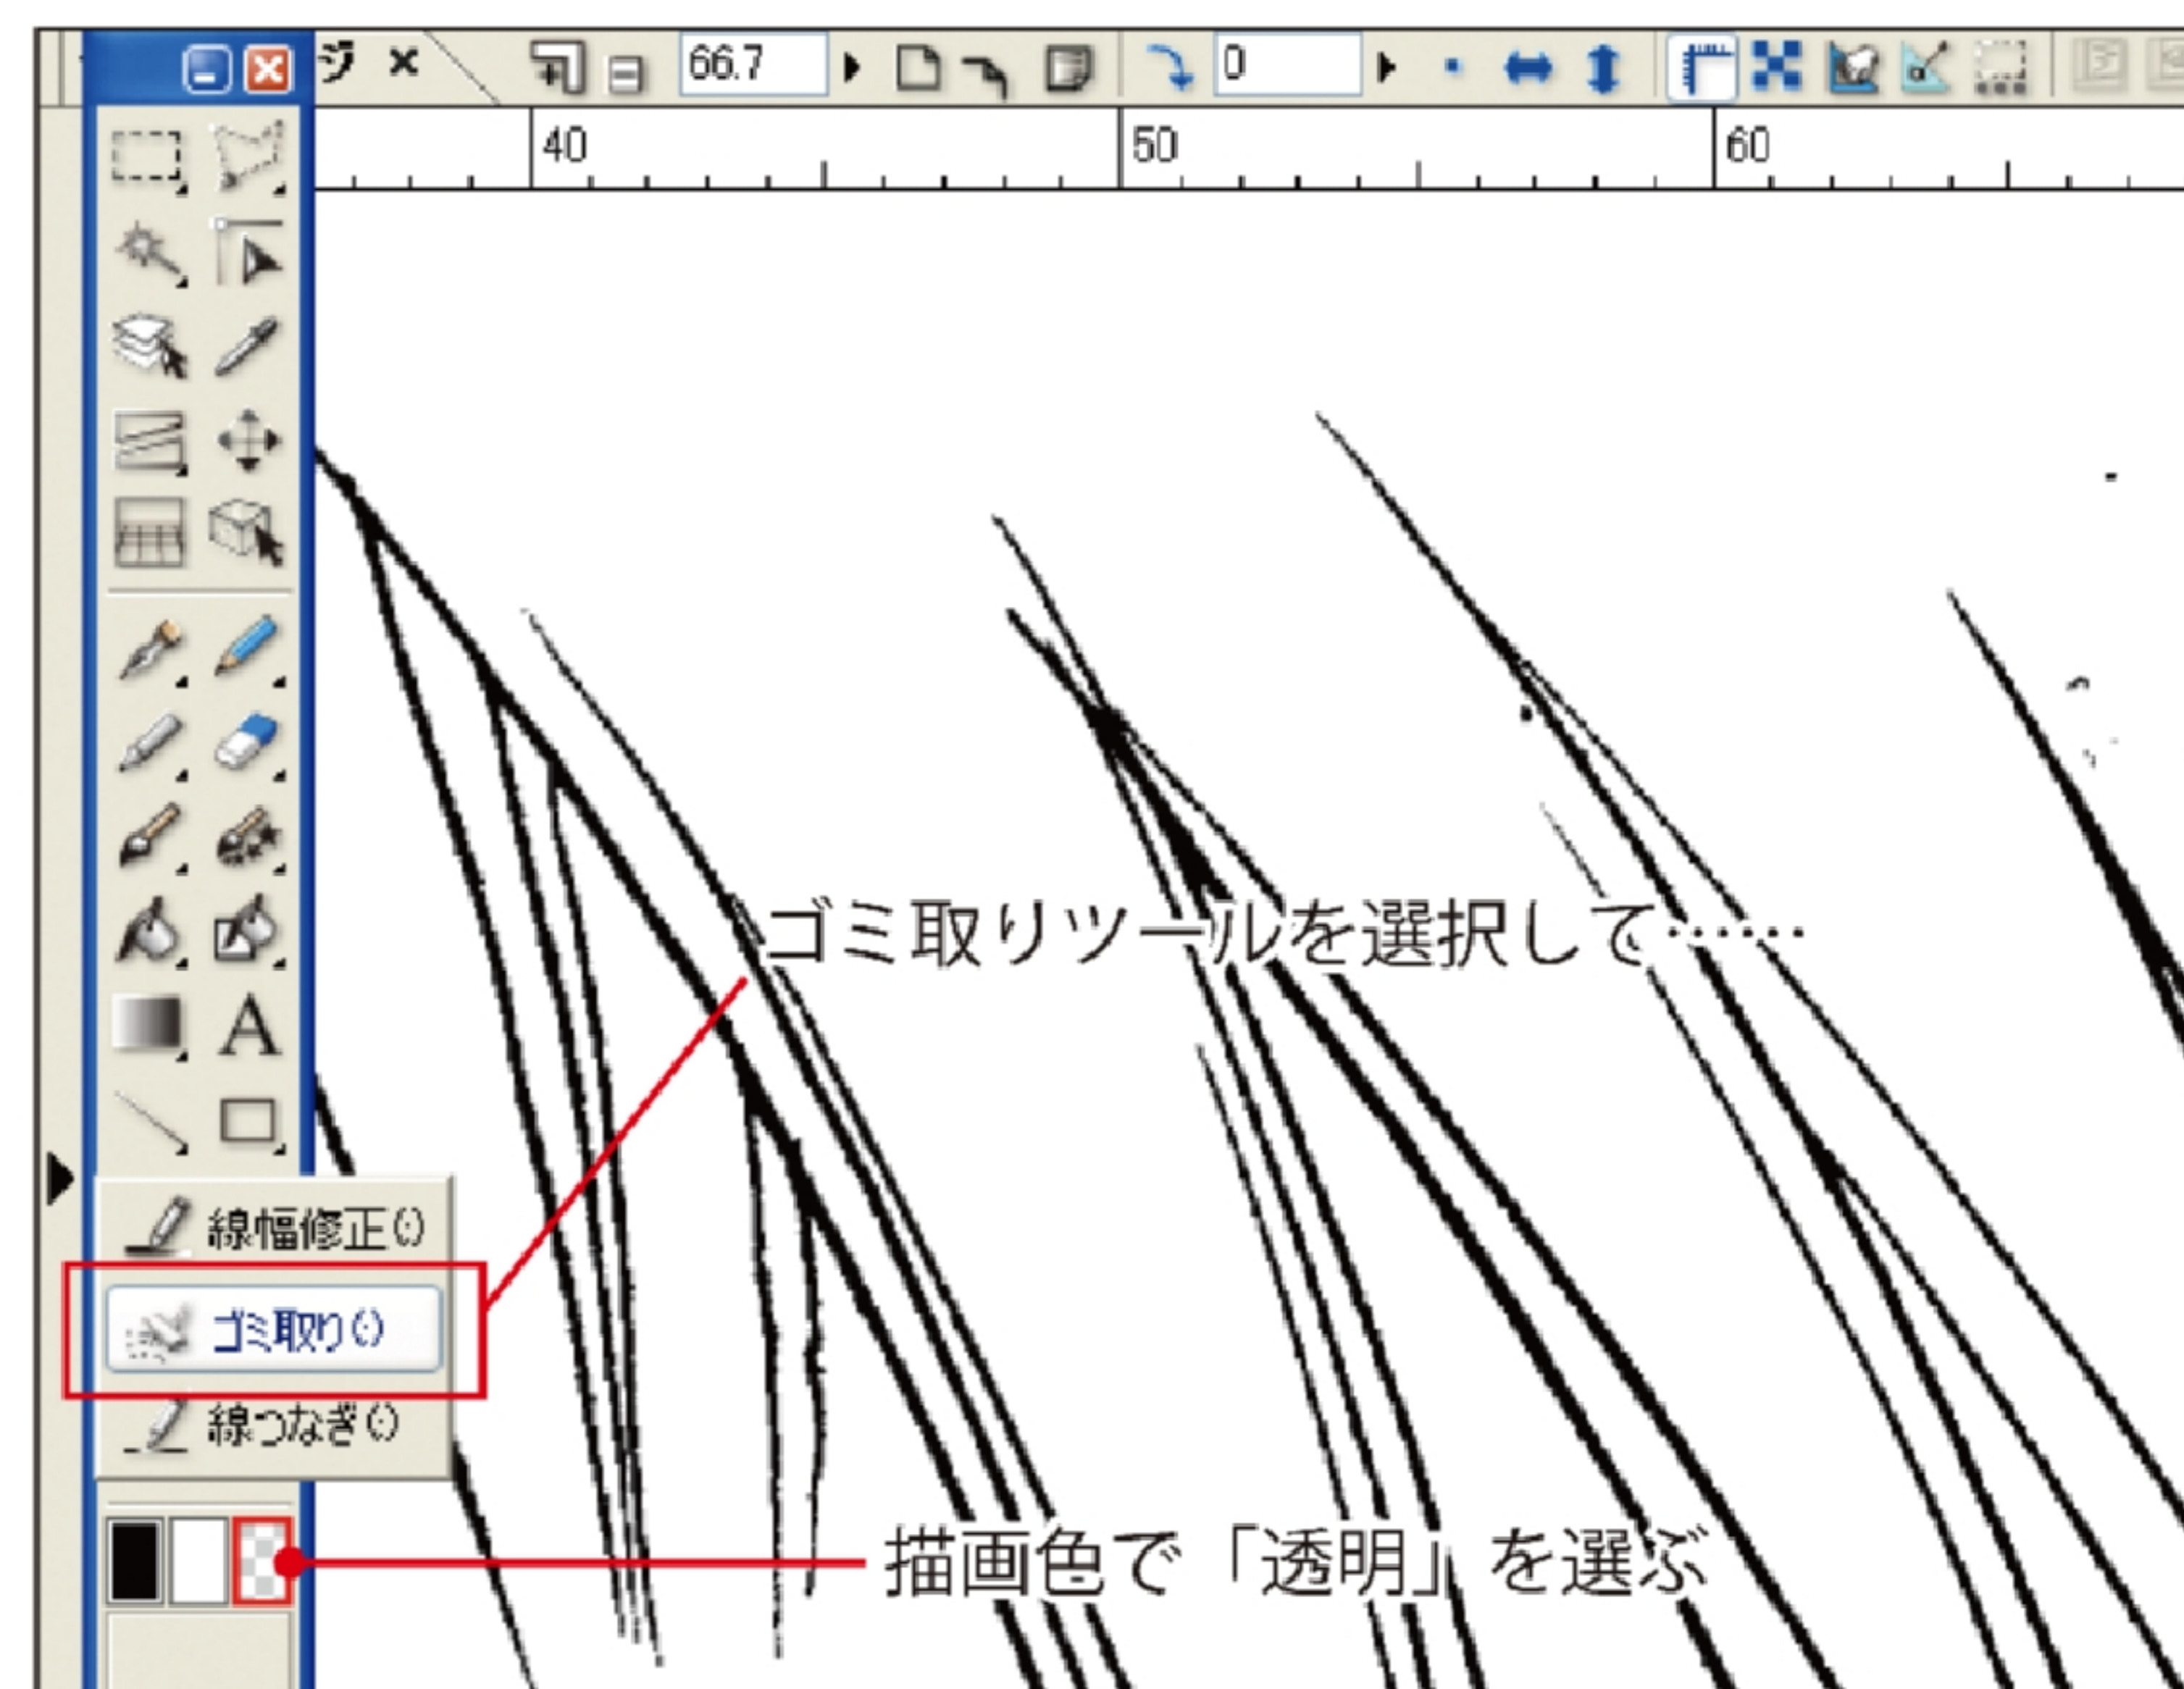 ジ ×
66.7
0
40
50
60
A
ゴミ取りツールを選択して……
線幅修正()
ゴミ取り()
線つなぎ()
描画色で「透明」を選ぶ